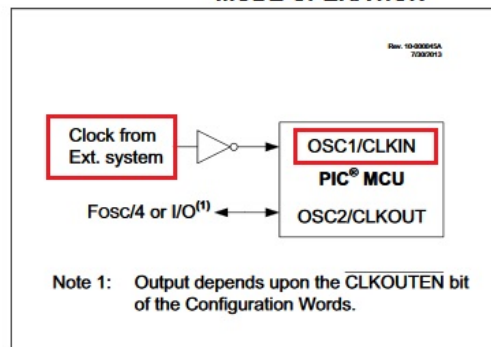 Rev. 10-000045A
7/30/2013
Clock from
Ext. system
OSC1/CLKIN
PIC® MCU
Fosc/4 or I/O(1)
OSC2/CLKOUT
Note 1: Output depends upon the CLKOUTEN bit
of the Configuration Words.